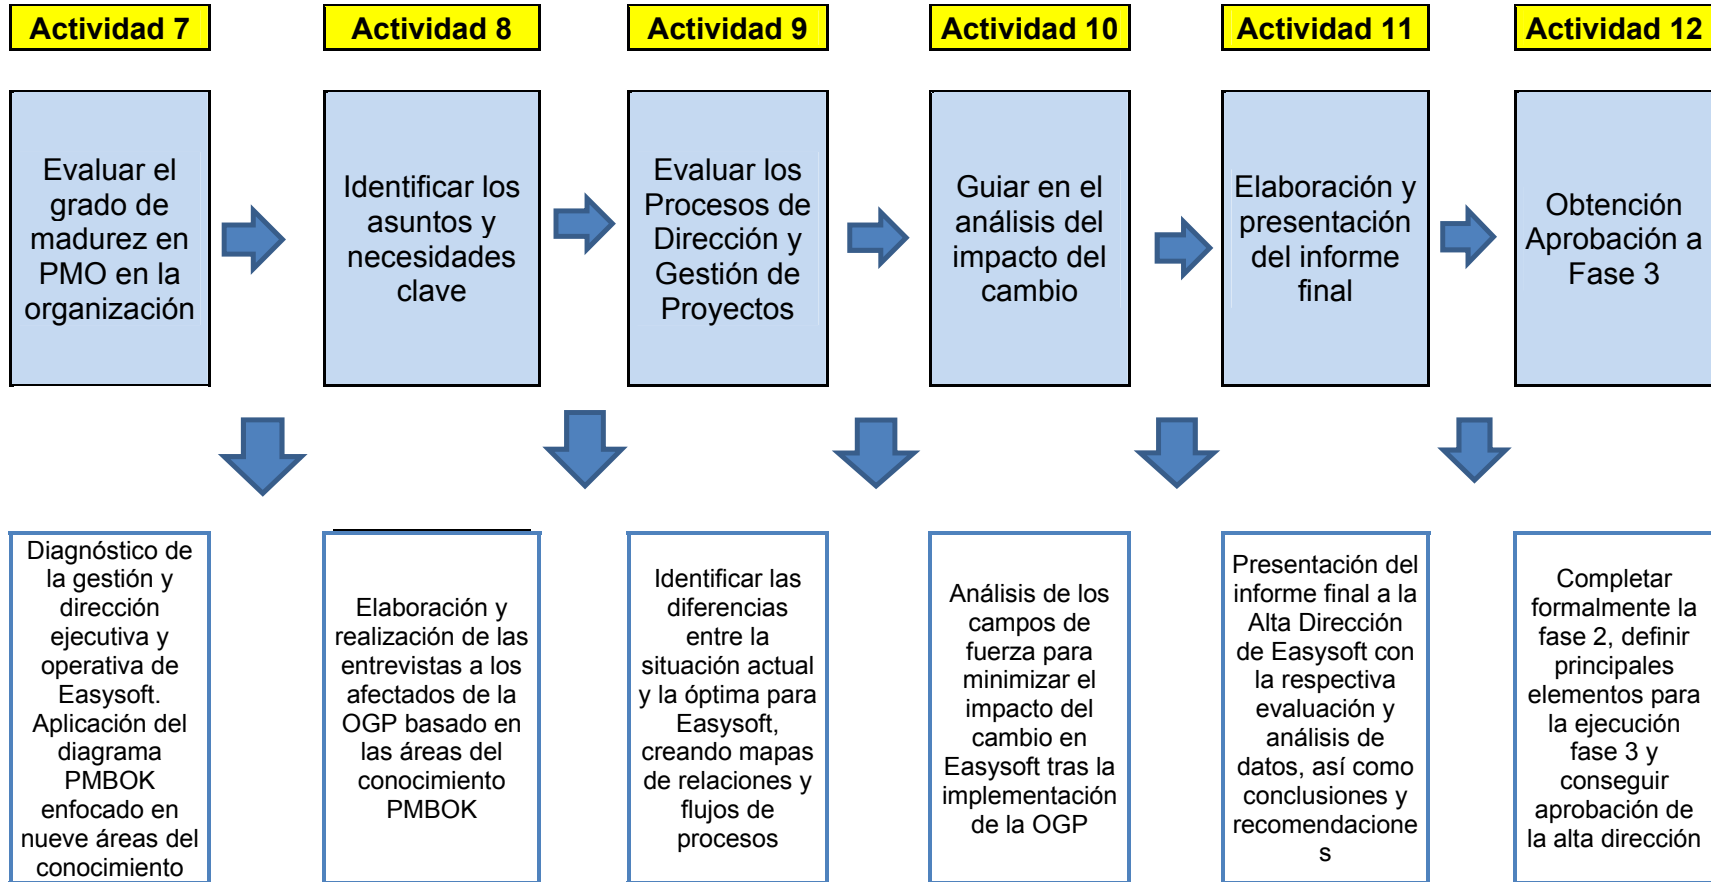 Actividad 7
Actividad 8
Actividad 9
Actividad 10
Actividad 11
Actividad 12
Evaluar el
grado de
madurez en
PMO en la
organización
Identificar los
asuntos y
necesidades
clave
Evaluar los
Procesos de
Dirección y
Gestión de
Proyectos
Guiar en el
análisis del
impacto del
cambio
Elaboración y
presentación
del informe
final
Obtención
Aprobación a
Fase 3
Diagnóstico de
la gestión y
dirección
ejecutiva y
operativa de
Easysoft.
Aplicación del
diagrama
PMBOK
enfocado en
nueve áreas del
conocimiento
Elaboración y
realización de las
entrevistas a los
afectados de la
OGP basado en
las áreas del
conocimiento
PMBOK
Identificar las
diferencias
entre la
situación actual
y la óptima para
Easysoft,
creando mapas
de relaciones y
flujos de
procesos
Análisis de los
campos de
fuerza para
minimizar el
impacto del
cambio en
Easysoft tras la
implementación
de la OGP
Presentación del
informe final a la
Alta Dirección
de Easysoft con
la respectiva
evaluación y
análisis de
datos, así como
conclusiones y
recomendacione
s
Completar
formalmente la
fase 2, definir
principales
elementos para
la ejecución
fase 3 y
conseguir
aprobación de
la alta dirección